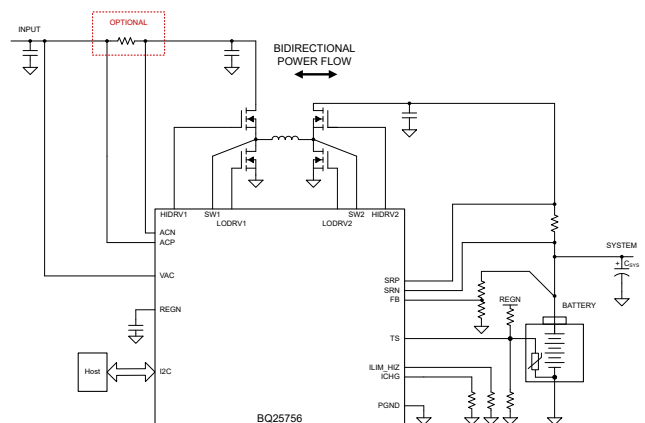 INPUT
OPTIONAL
BIDIRECTIONAL
POWER FLOW
HIDRV1
SW1
LODRV1
LODRV2
SW2
HIDRV2
ACN
ACP
VAC
REGN
Host
I2C
SRP
SRN
FB
TS
ILIM_HIZ
ICHG
PGND
BQ25756
SYSTEM
+
CSYS
REGN
BATTERY